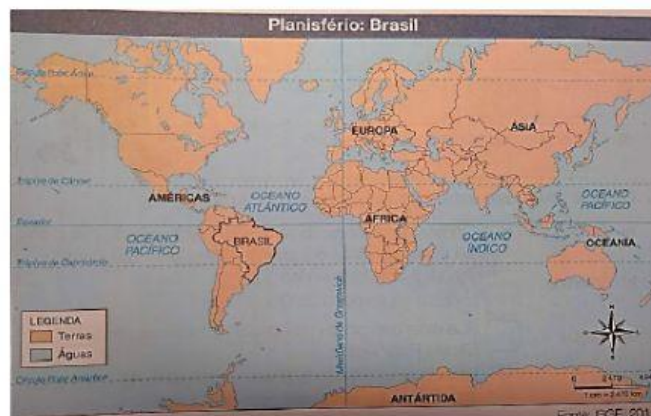 Planisfério: Brasil
Círculo Polar Ártico
EUROPA
ÁSIA
Trópico de Câncer
AMÉRICAS
OCEANO
ATLÂNTICO
OCEANO
PACÍFICO
ÁFRICA
Equador
BRASIL
OCEANO
PACÍFICO
OCEANO
ÍNDICO
OCEANIA
Trópico de Capricórnio
Meridiano de Greenwich
LEGENDA
Terras
Águas
N
Círculo Polar Antártico
ANTÁRTIDA
0